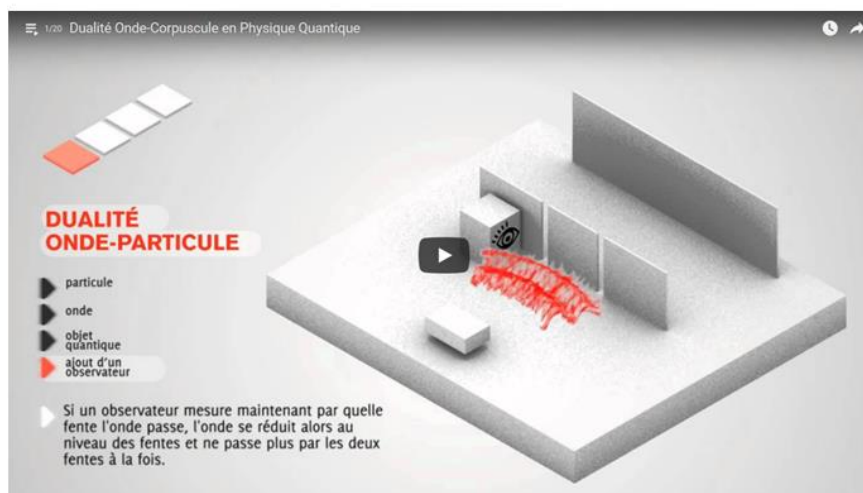 1/20 Dualité Onde-Corpuscule en Physique Quantique
DUALITÉ
ONDE-PARTICULE
particule
onde
objet
quantique
ajout d'un
observateur
Si un observateur mesure maintenant par quelle
fente l'onde passe, l'onde se réduit alors au
niveau des fentes et ne passe plus par les deux
fentes à la fois.